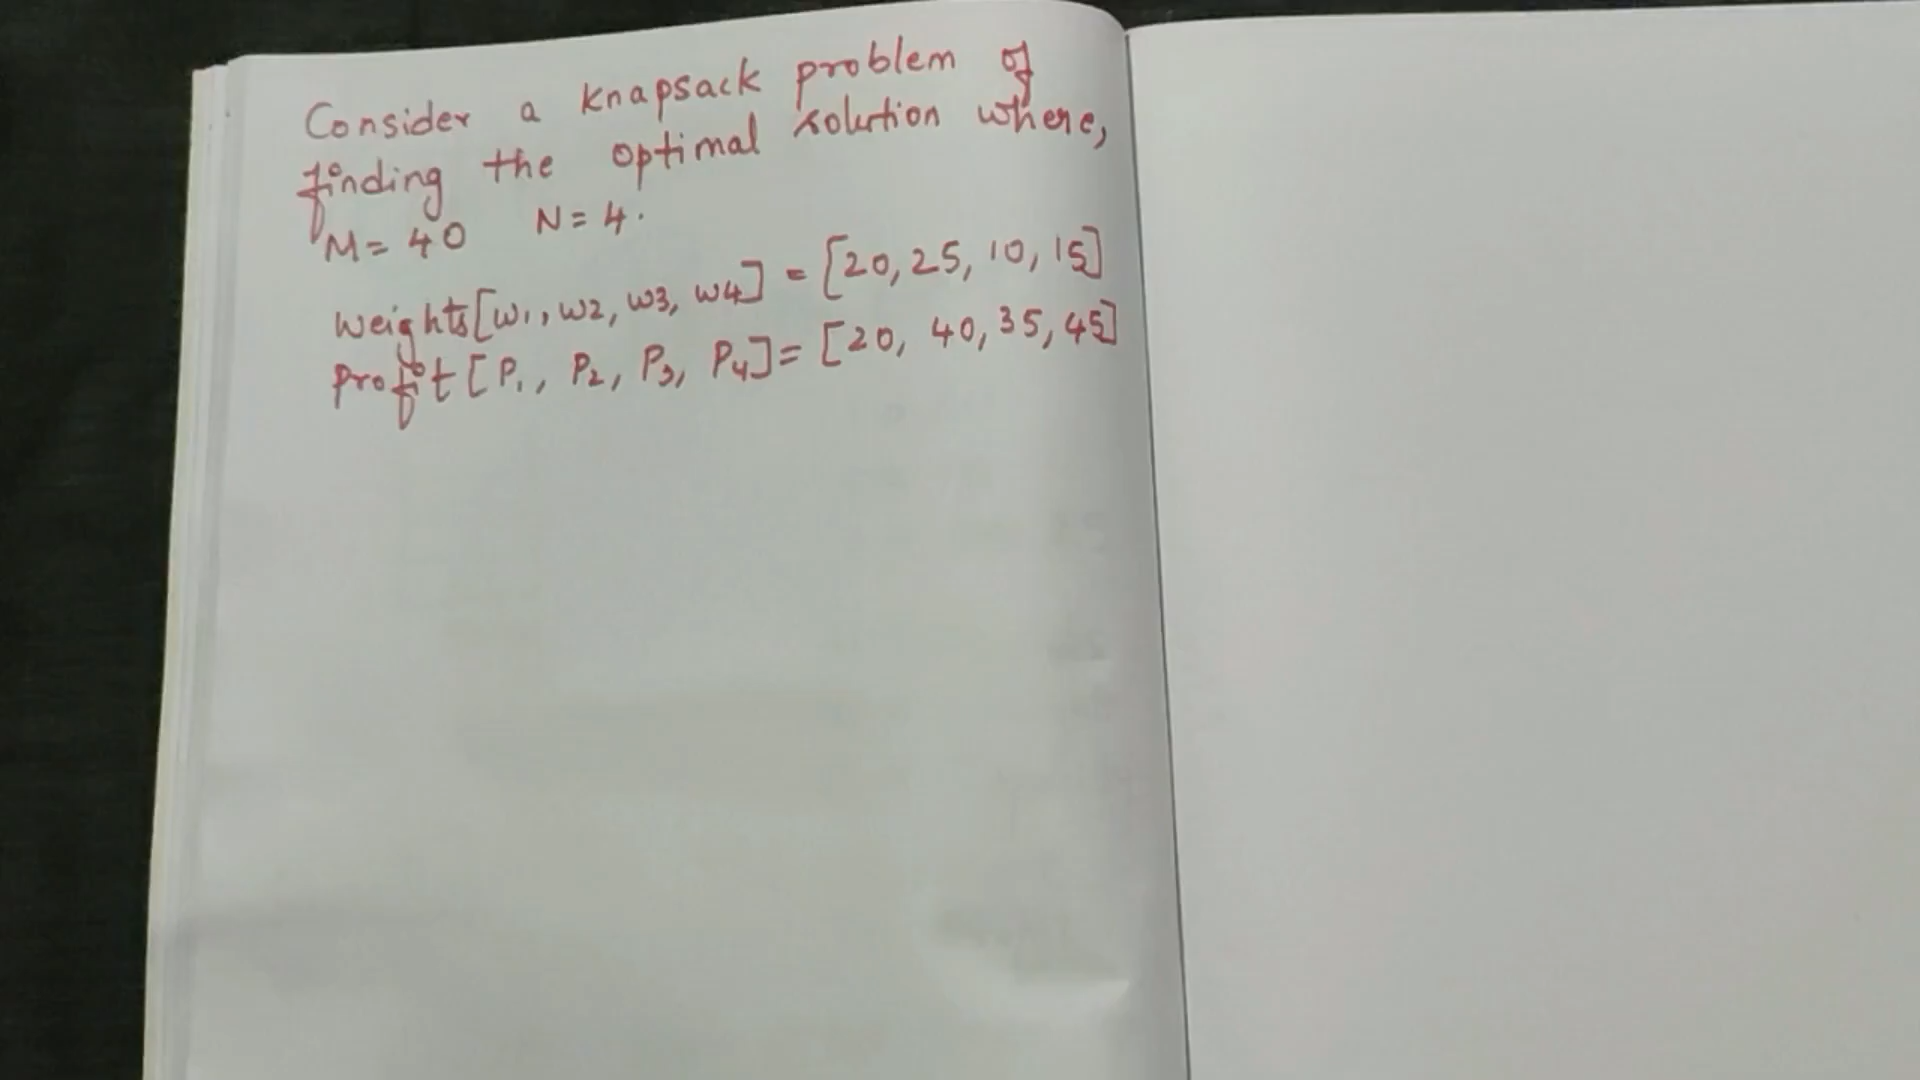 Consider a knapsack problem of
finding the optimal solution where,
M = 40 N = 4.
Weights [w1, w2, w3, w4] = [20, 25, 10, 15]
Profit [P1, P2, P3, P4] = [20, 40, 35, 45]